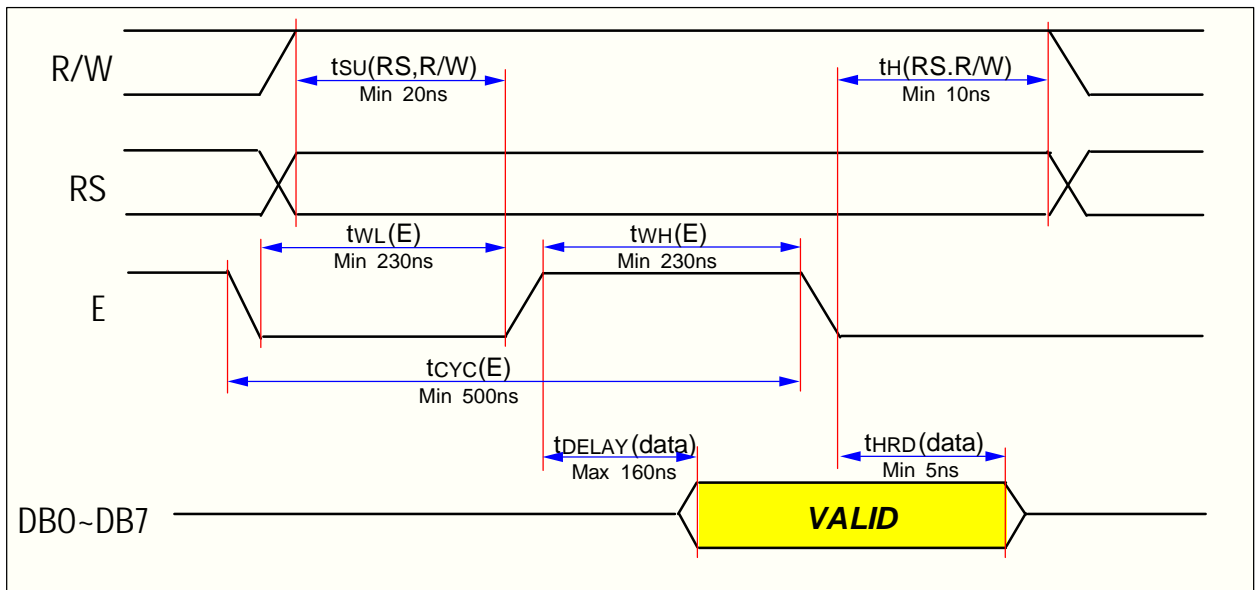 R/W
tSU(RS,R/W)
Min 20ns
tH(RS.R/W)
Min 10ns
RS
tWL(E)
Min 230ns
tWH(E)
Min 230ns
E
tCYC(E)
Min 500ns
tDELAY(data)
Max 160ns
tHRD(data)
Min 5ns
DB0~DB7
VALID